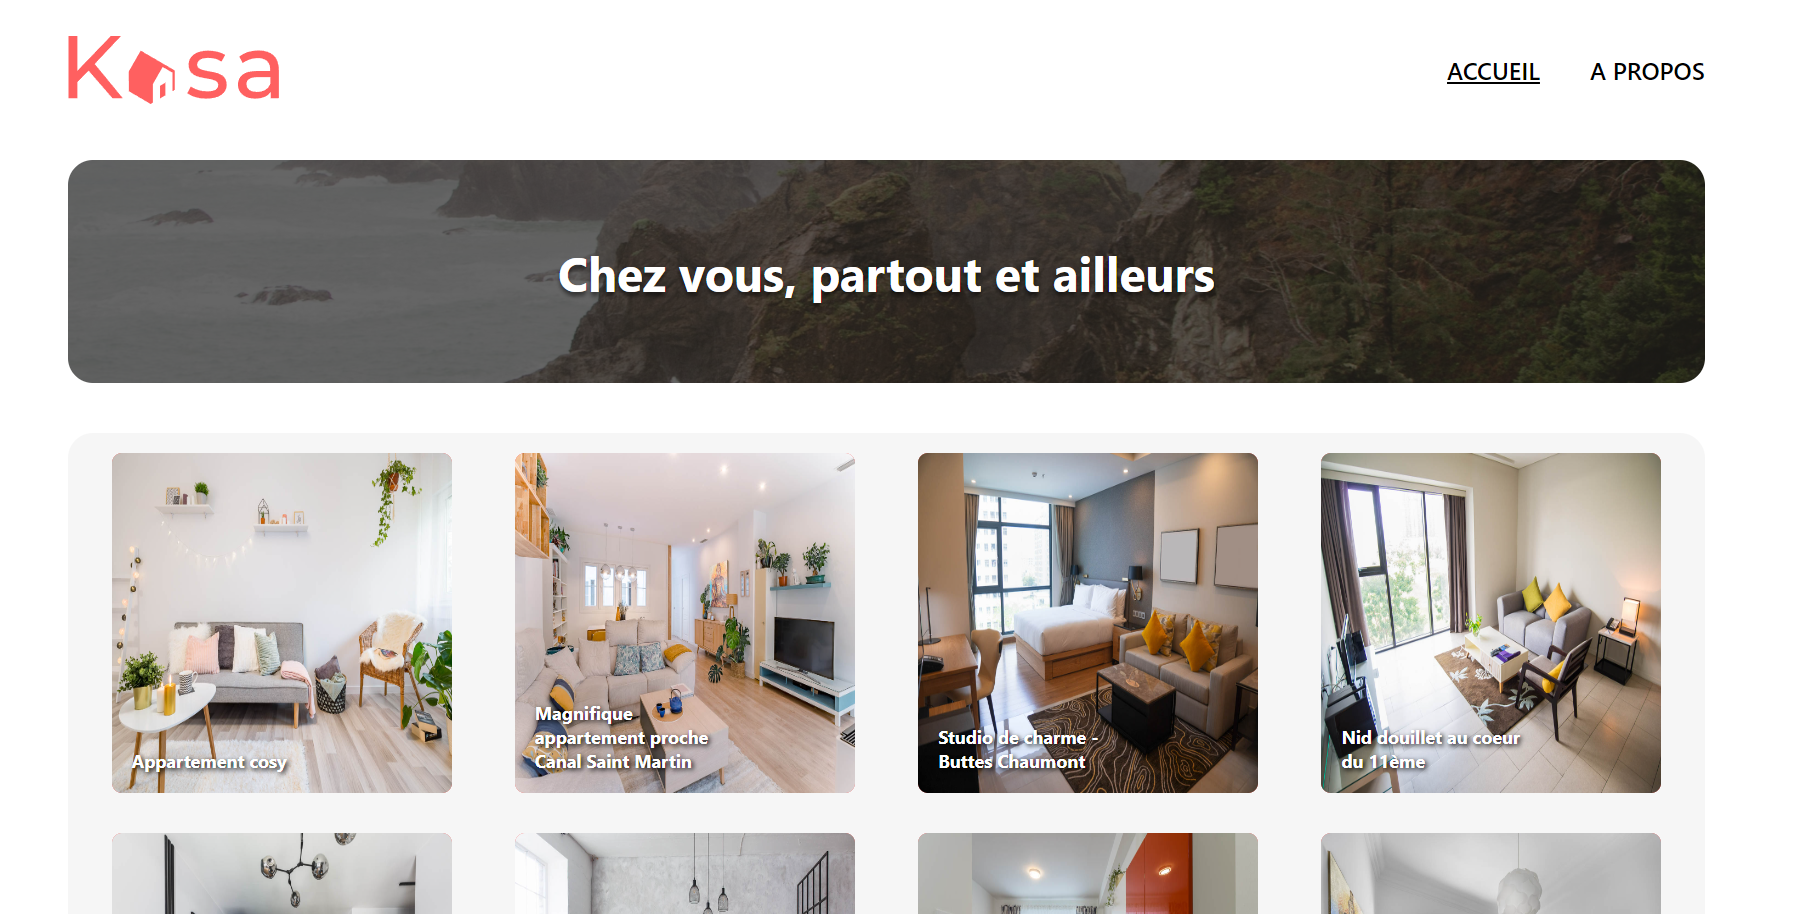 Kasa
ACCUEIL
A PROPOS
Chez vous, partout et ailleurs
Appartement cosy
Magnifique
appartement proche
Canal Saint Martin
Studio de charme -
Buttes Chaumont
Nid douillet au coeur
du 11ème